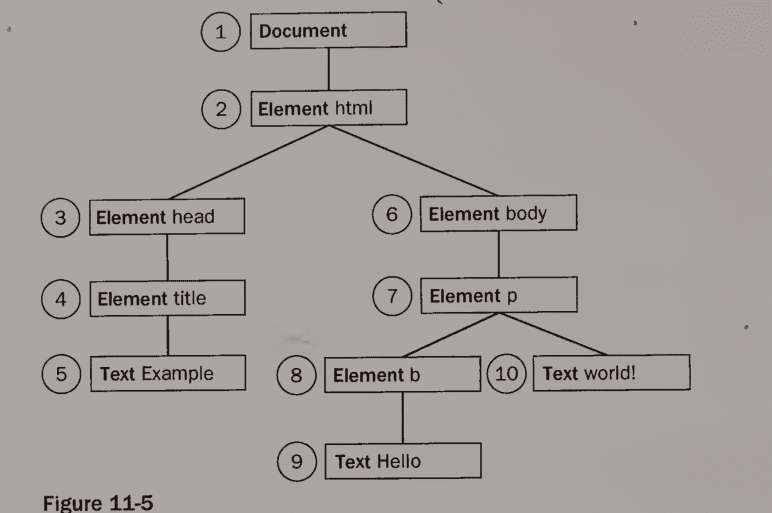 1 Document
2 Element html
3 Element head
6 Element body
4 Element title
7 Element p
5 Text Example
8 Element b
10 Text world!
9 Text Hello
Figure 11-5